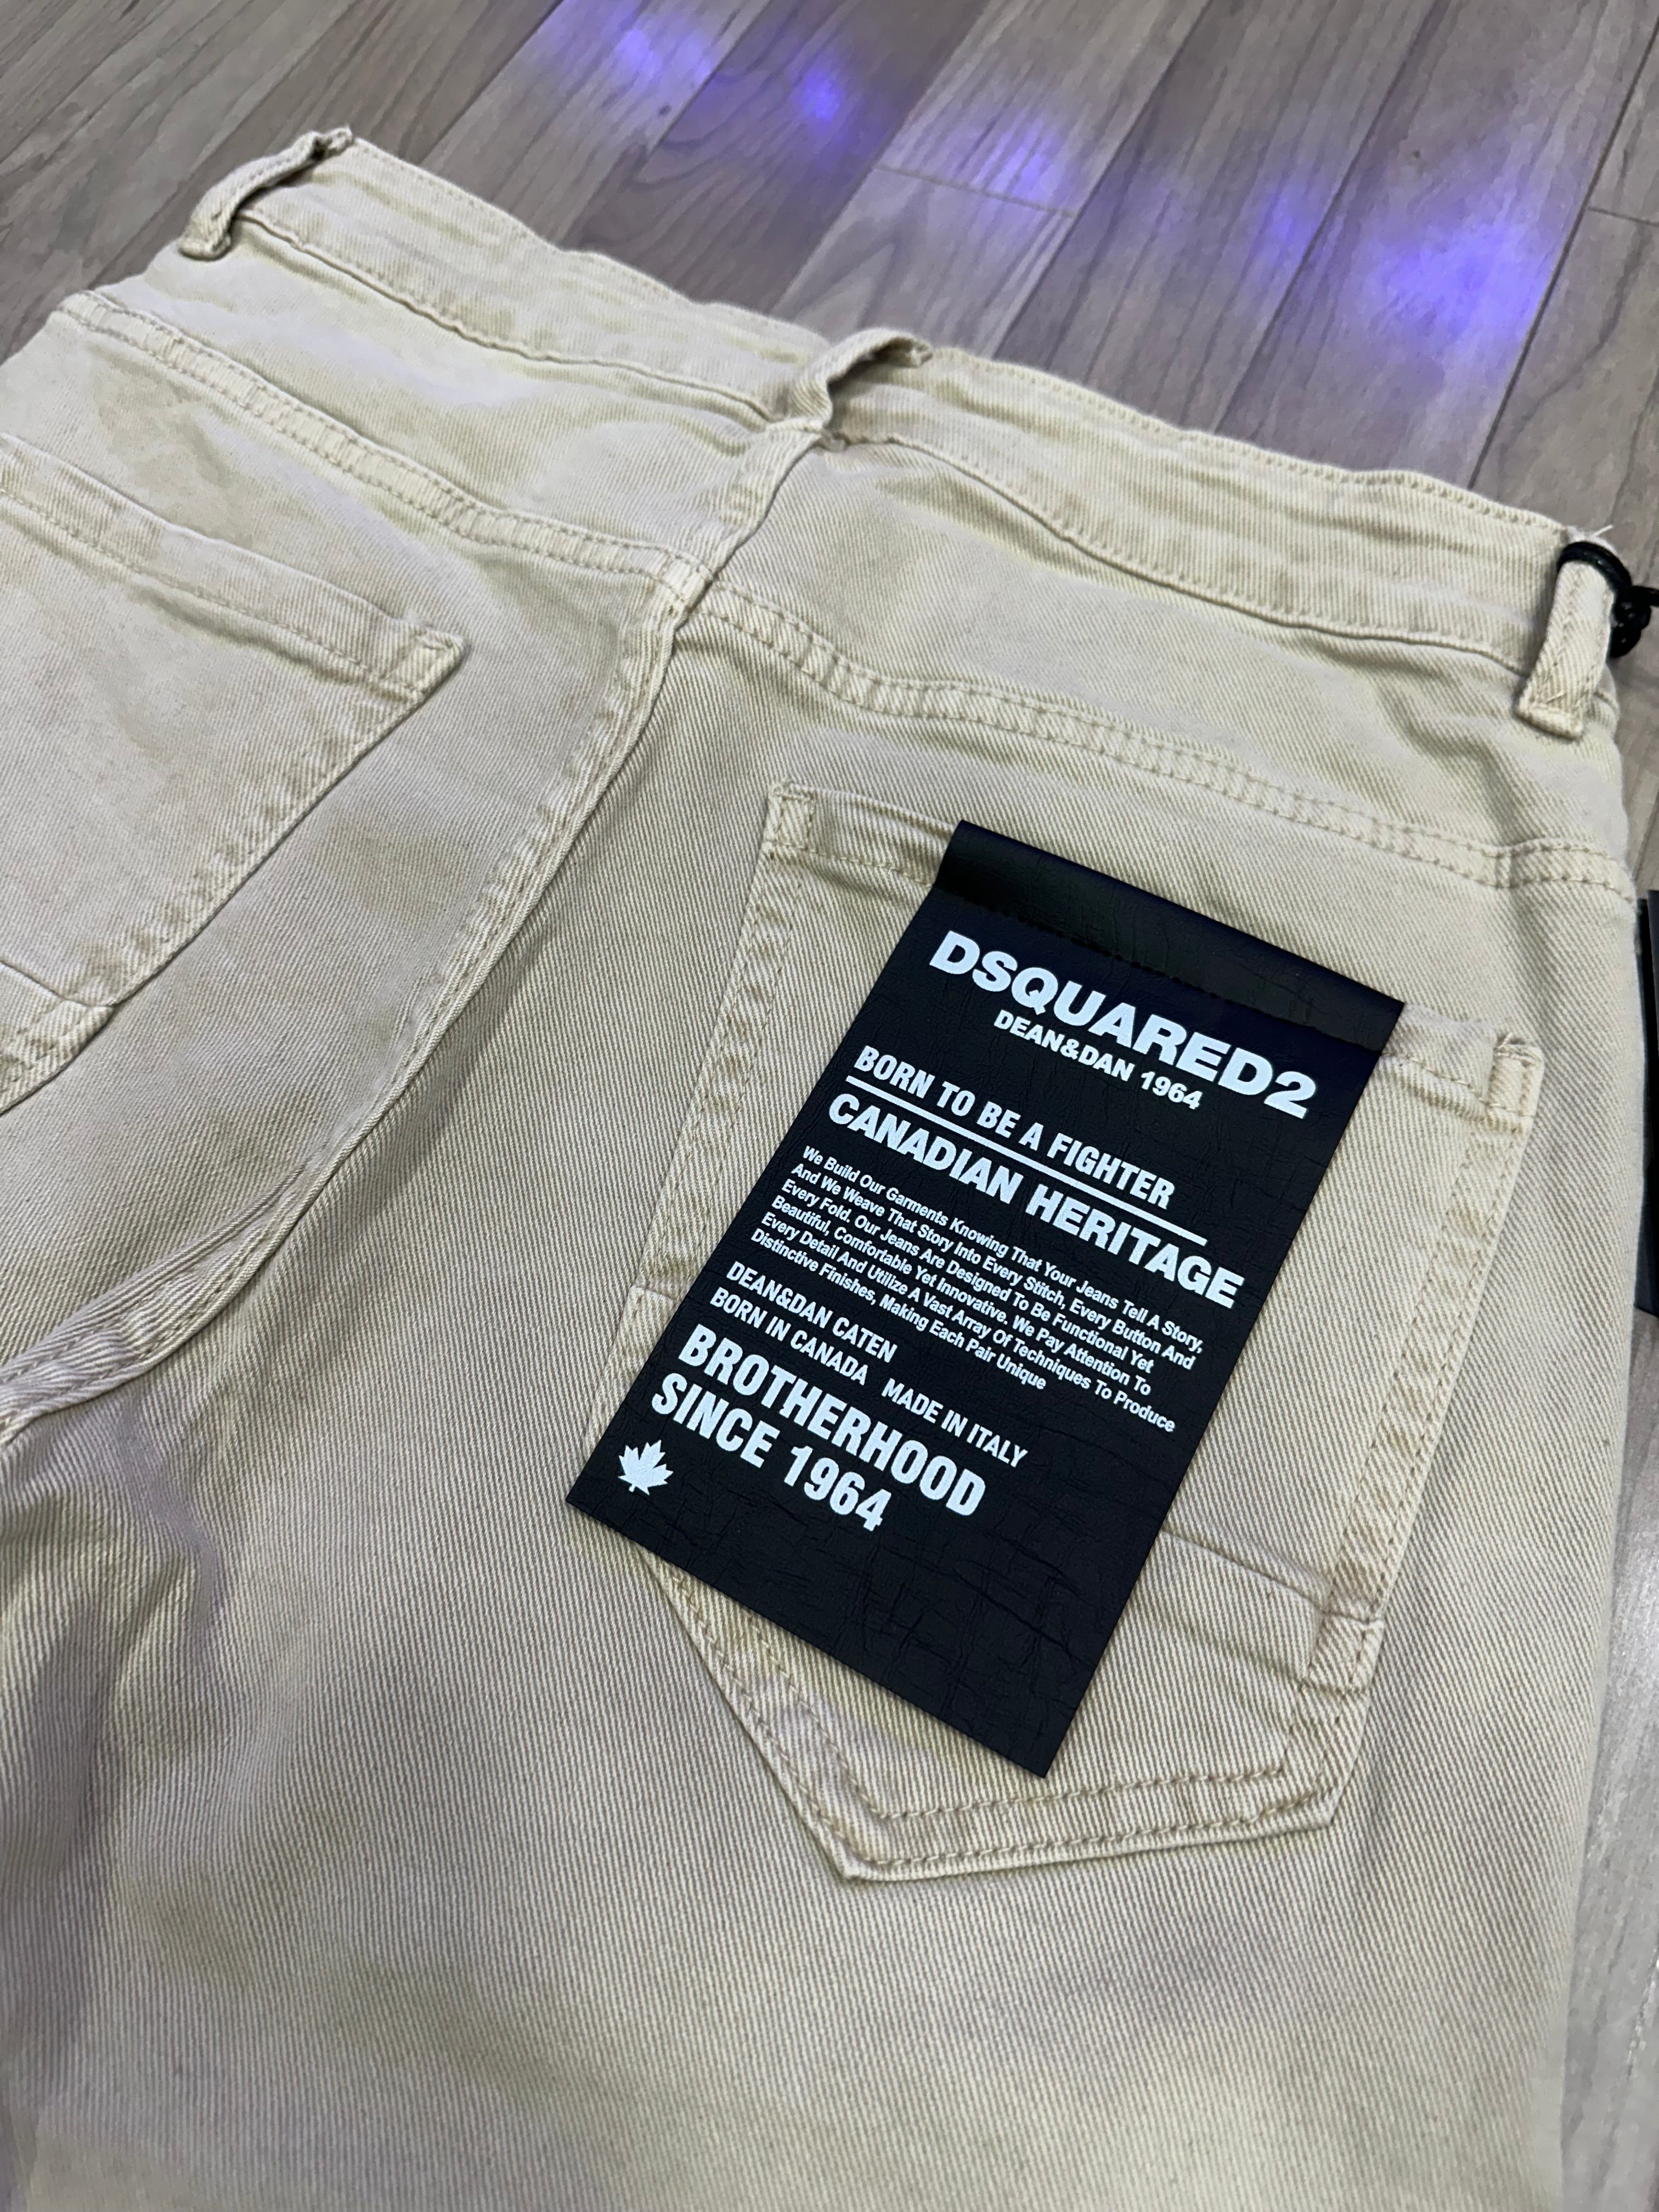 DSQUARED2
DEAN&DAN 1964
BORN TO BE A FIGHTER
CANADIAN HERITAGE
We Build Our Garments Knowing That Your Jeans Tell A Story,
And We Weave That Story Into Every Stitch, Every Button And
Every Fold. Our Jeans Are Designed To Be Functional Yet
Beautiful, Comfortable Yet Innovative. We Pay Attention To
Every Detail And Utilize A Vast Array Of Techniques To Produce
Distinctive Finishes, Making Each Pair Unique
DEAN&DAN CATEN
BORN IN CANADA MADE IN ITALY
BROTHERHOOD
SINCE 1964